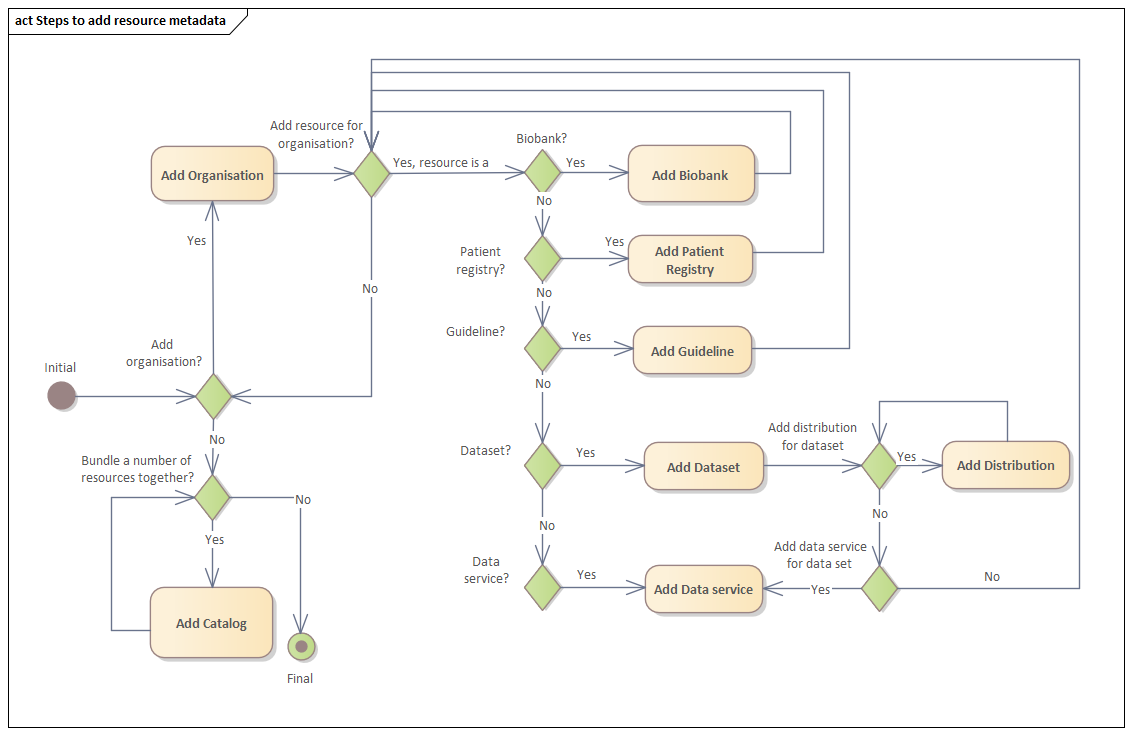 act Steps to add resource metadata
Add resource for
organisation?
Biobank?
Add Organisation
Yes, resource is a
Yes
Add Biobank
No
Yes
Patient
registry?
Yes
Add Patient
Registry
No
No
Guideline?
Yes
Add Guideline
Add
organisation?
Initial
No
No
Bundle a number of
resources together?
Dataset?
Yes
Add Dataset
Add distribution
for dataset
Yes
Add Distribution
No
No
No
Yes
Data
service?
Yes
Add Data service
Add data service
for data set
Yes
No
Add Catalog
Final